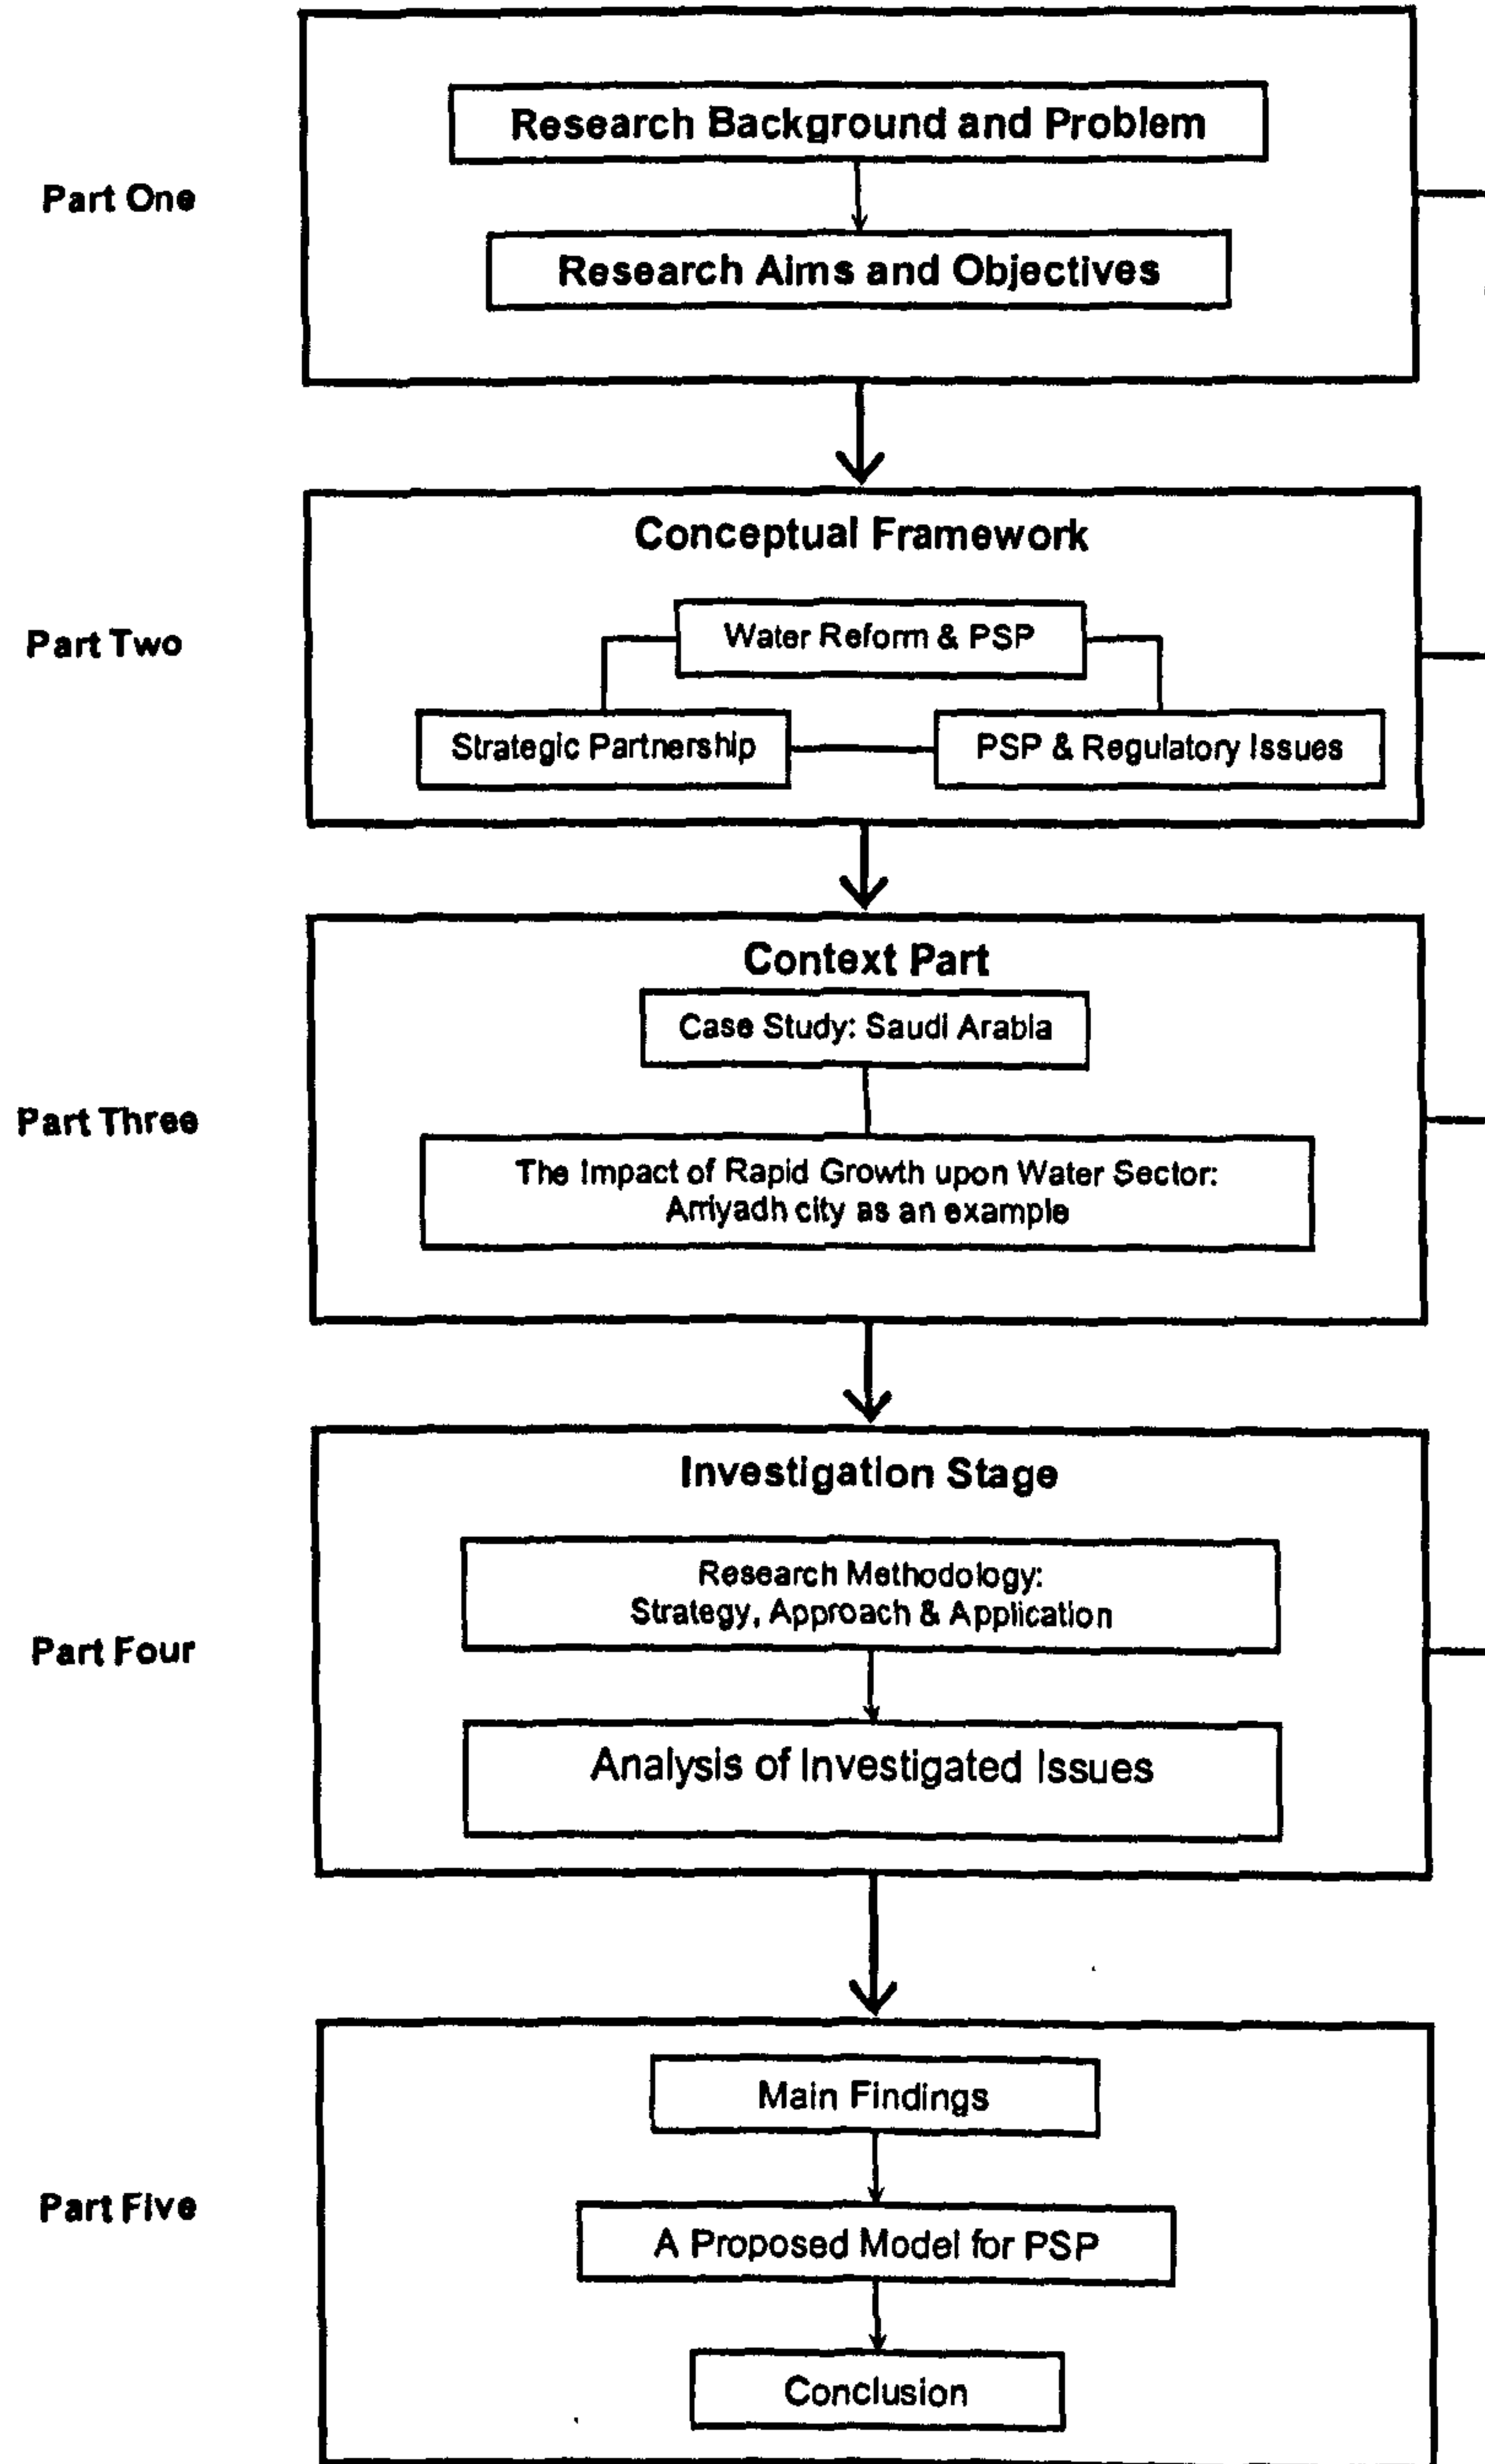 Part One
Research Background and Problem
Research Aims and Objectives
Part Two
Conceptual Framework
Water Reform & PSP
Strategic Partnership
PSP & Regulatory Issues
Part Three
Context Part
Case Study: Saudi Arabia
The Impact of Rapid Growth upon Water Sector:
Arriyadh city as an example
Part Four
Investigation Stage
Research Methodology:
Strategy, Approach & Application
Analysis of Investigated Issues
Part Five
Main Findings
A Proposed Model for PSP
Conclusion